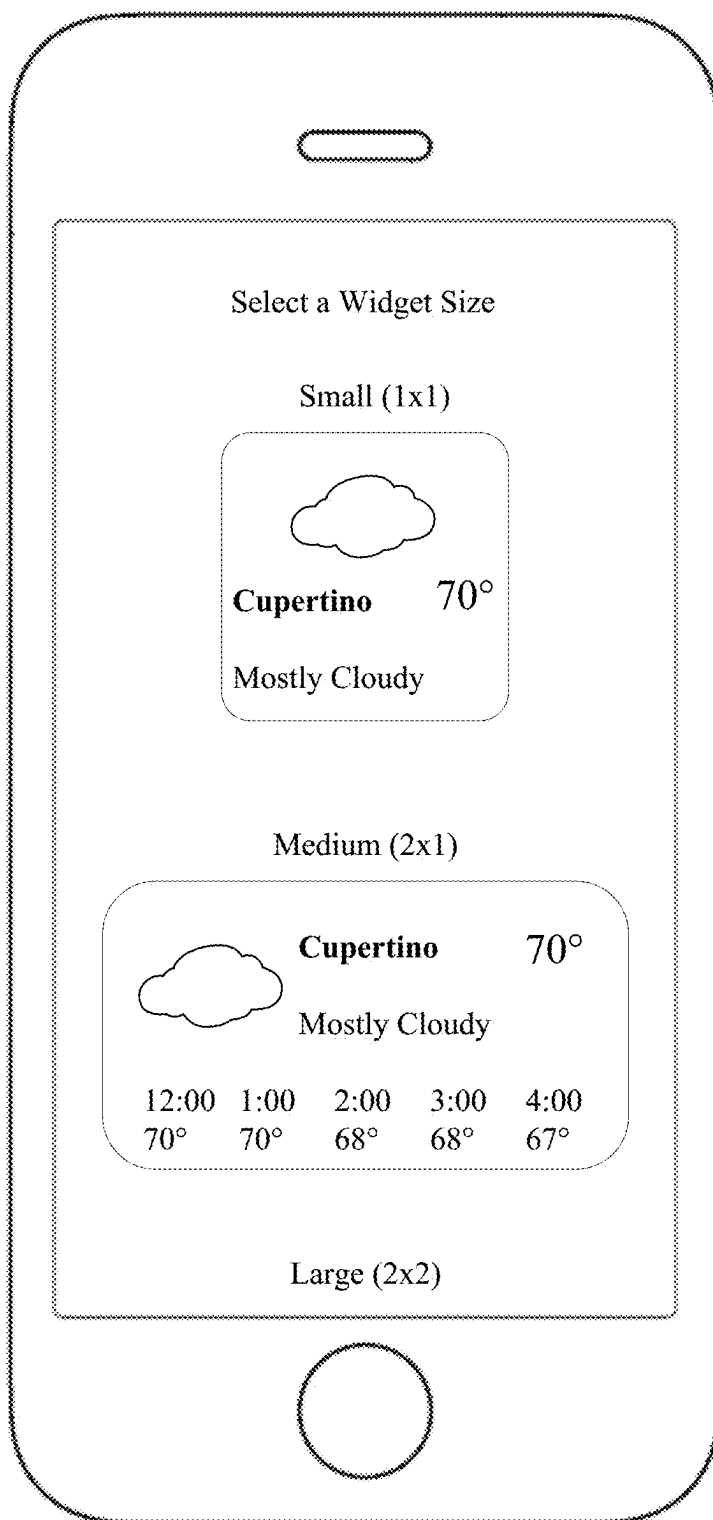 Select a Widget Size
Small (1x1)
Cupertino 70°
Mostly Cloudy
Medium (2x1)
Cupertino 70°
Mostly Cloudy
12:00 1:00 2:00 3:00 4:00
70° 70° 68° 68° 67°
Large (2x2)